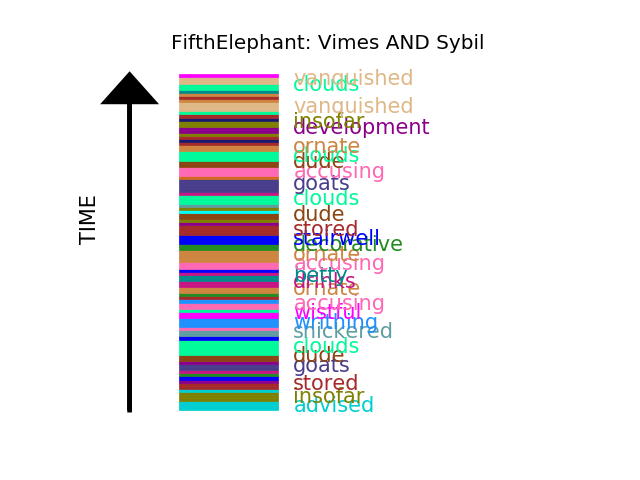 FifthElephant: Vimes AND Sybil
vanquished
clouds
vanquished
insofar
development
ornate
clouds
dude
accusing
goats
clouds
dude
stored
stairwell
decorative
ornate
accusing
petty
drinks
ornate
accusing
wistful
writhing
snickered
clouds
dude
goats
stored
insofar
advised
TIME